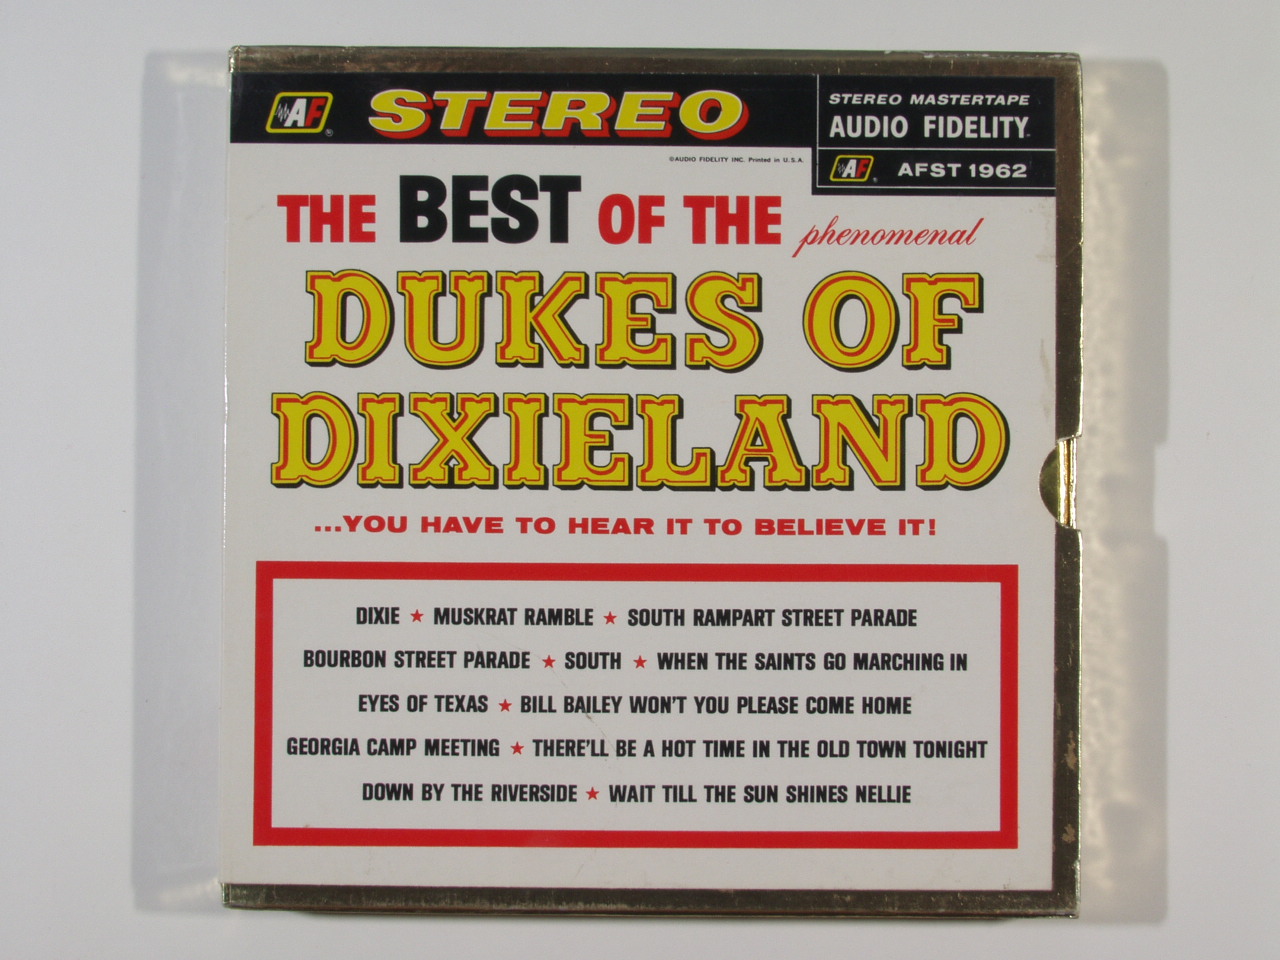 AF® STEREO
STEREO MASTERTAPE
AUDIO FIDELITY
AF® AFST 1962
©AUDIO FIDELITY INC. Printed in U.S.A.
THE BEST OF THE phenomenal
DUKES OF
DIXIELAND
...YOU HAVE TO HEAR IT TO BELIEVE IT!
DIXIE ★ MUSKRAT RAMBLE ★ SOUTH RAMPART STREET PARADE
BOURBON STREET PARADE ★ SOUTH ★ WHEN THE SAINTS GO MARCHING IN
EYES OF TEXAS ★ BILL BAILEY WON'T YOU PLEASE COME HOME
GEORGIA CAMP MEETING ★ THERE'LL BE A HOT TIME IN THE OLD TOWN TONIGHT
DOWN BY THE RIVERSIDE ★ WAIT TILL THE SUN SHINES NELLIE